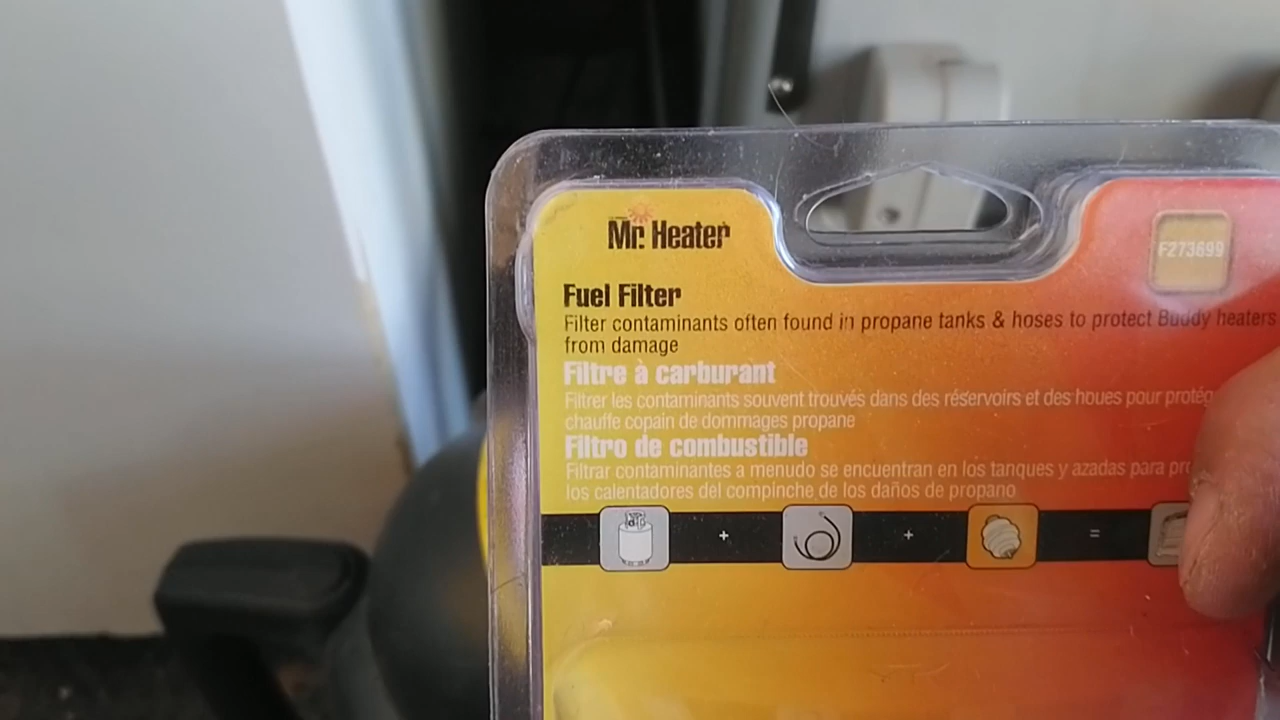 Mr. Heater
F273699
Fuel Filter
Filter contaminants often found in propane tanks & hoses to protect Buddy heaters
from damage
Filtre à carburant
Filtrer les contaminants souvent trouvés dans des réservoirs et des houes pour
chauffe copain de dommages propane
Filtro de combustible
Filtrar contaminantes a menudo se encuentran en los tanques y azadas para
los calentadores del compinche de los daños de propano
+ + =